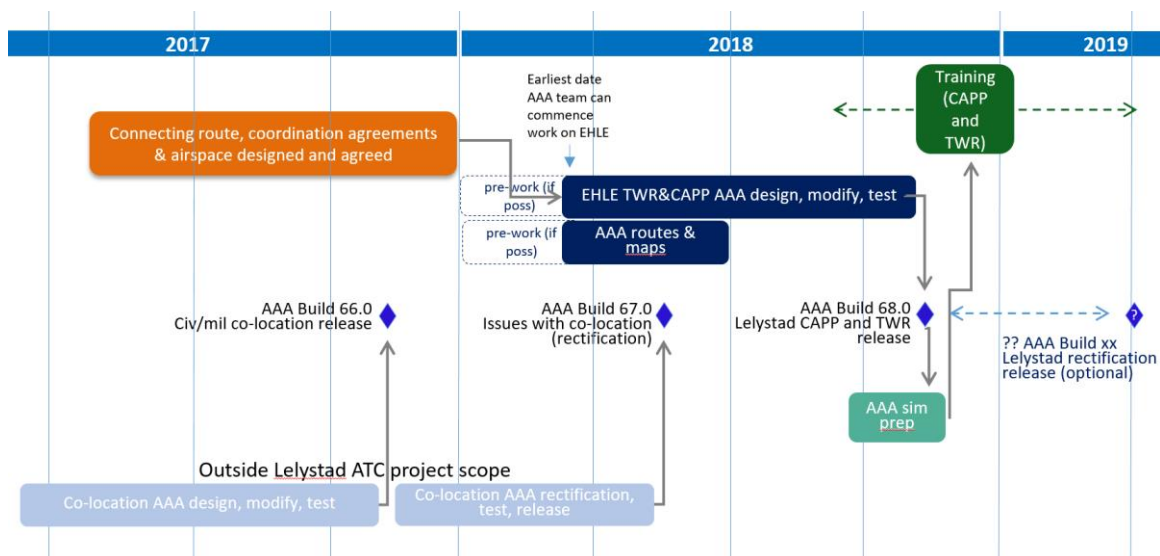 2017
2018
2019
Earliest date
AAA team can
commence
work on EHLE
Training
(CAPP
and
TWR)
Connecting route, coordination agreements
& airspace designed and agreed
pre-work (if
poss)
EHLE TWR&CAPP AAA design, modify, test
pre-work (if
poss)
AAA routes &
maps
AAA Build 66.0
Civ/mil co-location release
AAA Build 67.0
Issues with co-location
(rectification)
AAA Build 68.0
Lelystad CAPP and TWR
release
?
?? AAA Build xx
Lelystad rectification
release (optional)
AAA sim
prep
Outside Lelystad ATC project scope
Co-location AAA design, modify, test
Co-location AAA rectification,
test, release